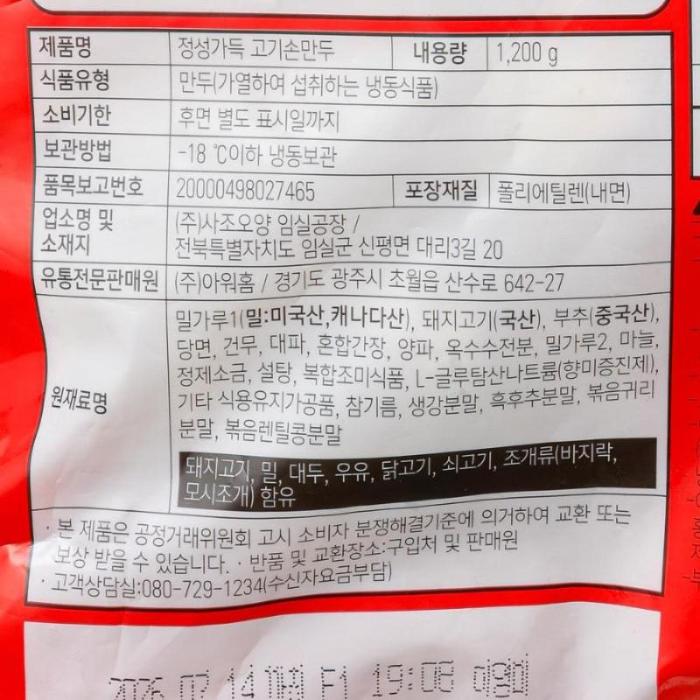 제품명 정성가득 고기손만두 내용량 1,200 g
식품유형 만두(가열하여 섭취하는 냉동식품)
소비기한 후면 별도 표시일까지
보관방법 -18 ℃이하 냉동보관
품목보고번호 20000498027465 포장재질 폴리에틸렌(내면)
업소명 및 (주)사조오양 임실공장 /
소재지 전북특별자치도 임실군 신평면 대리3길 20
유통전문판매원 (주)아워홈 / 경기도 광주시 초월읍 산수로 642-27
밀가루1(밀:미국산,캐나다산), 돼지고기(국산), 부추(중국산),
당면, 건무, 대파, 혼합간장, 양파, 옥수수전분, 밀가루2, 마늘,
정제소금, 설탕, 복합조미식품, L-글루탐산나트륨(향미증진제),
원재료명 기타 식용유지가공품, 참기름, 생강분말, 흑후추분말, 볶음귀리
분말, 볶음렌틸콩분말
돼지고기, 밀, 대두, 우유, 닭고기, 쇠고기, 조개류(바지락,
모시조개) 함유
· 본 제품은 공정거래위원회 고시 소비자 분쟁해결기준에 의거하여 교환 또는
보상 받을 수 있습니다. · 반품 및 교환장소:구입처 및 판매원
· 고객상담실:080-729-1234(수신자요금부담)
2026 07 14 F1 19:08